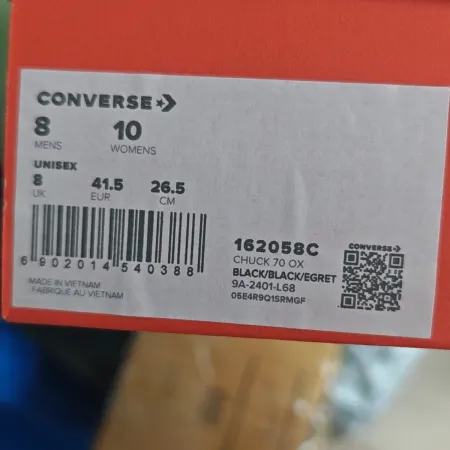 CONVERSE
8 10
MENS WOMENS
UNISEX
8 41.5 26.5
UK EUR CM
6 902014 540388
MADE IN VIETNAM
FABRIQUÉ AU VIETNAM
162058C
CHUCK 70 OX
BLACK/BLACK/EGRET
9A-2401-L68
05E4R9Q1SRMGF
CONVERSE